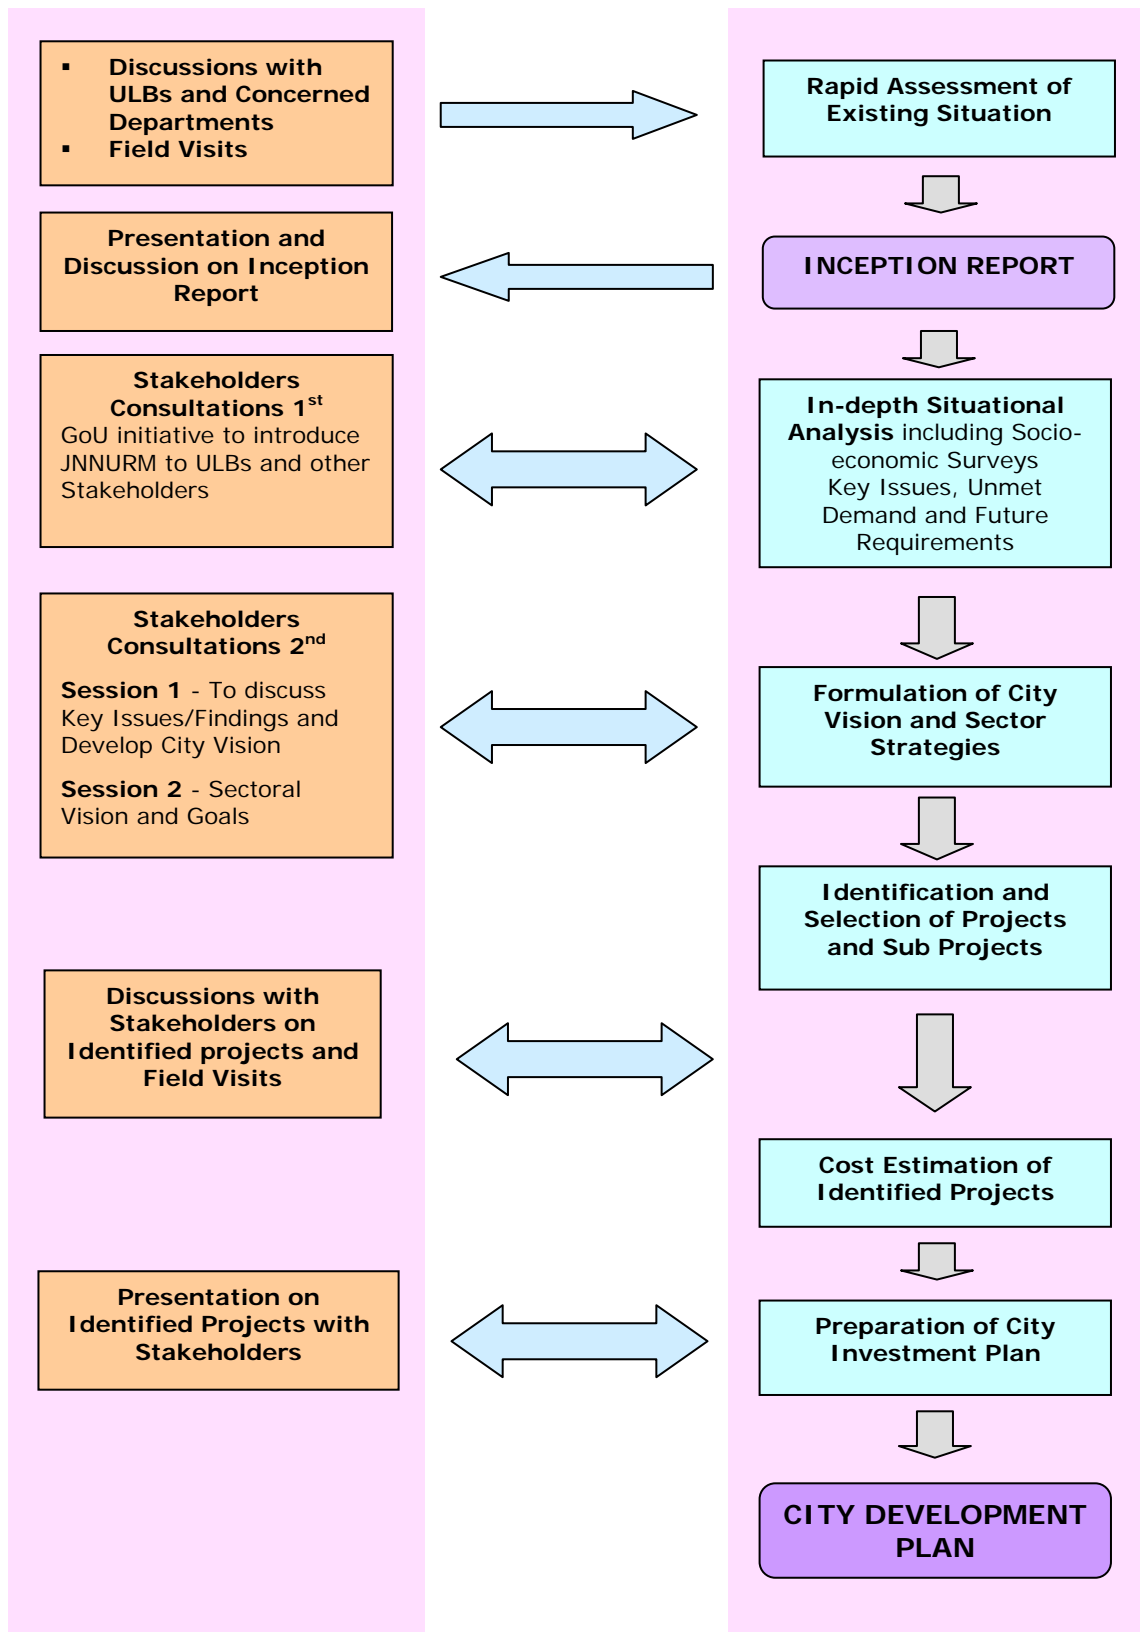 ▪ Discussions with
ULBs and Concerned
Departments
▪ Field Visits
Rapid Assessment of
Existing Situation
Presentation and
Discussion on Inception
Report
INCEPTION REPORT
Stakeholders
Consultations 1st
GoU initiative to introduce
JNNURM to ULBs and other
Stakeholders
In-depth Situational
Analysis including Socio-
economic Surveys
Key Issues, Unmet
Demand and Future
Requirements
Stakeholders
Consultations 2nd
Session 1 - To discuss
Key Issues/Findings and
Develop City Vision
Session 2 - Sectoral
Vision and Goals
Formulation of City
Vision and Sector
Strategies
Identification and
Selection of Projects
and Sub Projects
Discussions with
Stakeholders on
Identified projects and
Field Visits
Cost Estimation of
Identified Projects
Presentation on
Identified Projects with
Stakeholders
Preparation of City
Investment Plan
CITY DEVELOPMENT
PLAN